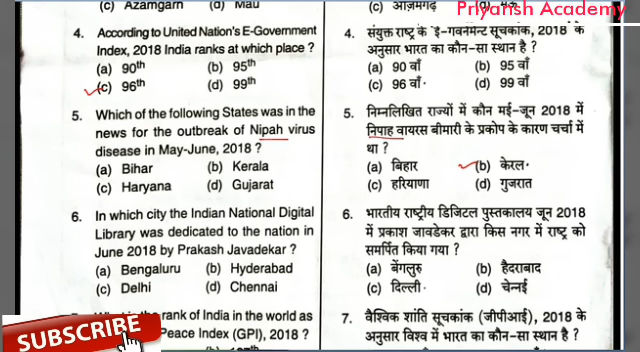 (c) Azamgarh (d) Mau
4. According to United Nation's E-Government
Index, 2018 India ranks at which place ?
(a) 90th (b) 95th
(c) 96th (d) 99th
5. Which of the following States was in the
news for the outbreak of Nipah virus
disease in May-June, 2018 ?
(a) Bihar (b) Kerala
(c) Haryana (d) Gujarat
6. In which city the Indian National Digital
Library was dedicated to the nation in
June 2018 by Prakash Javadekar ?
(a) Bengaluru (b) Hyderabad
(c) Delhi (d) Chennai
rank of India in the world as
Peace Index (GPI), 2018 ?
SUBSCRIBE
Priyansh Academy
(c) आज़मगढ़ (d) मऊ
4. संयुक्त राष्ट्र के ई-गवर्नमेन्ट सूचकांक, 2018 के
अनुसार भारत का कौन-सा स्थान है ?
(a) 90 वाँ (b) 95 वाँ
(c) 96 वाँ (d) 99 वाँ
5. निम्नलिखित राज्यों में कौन मई-जून 2018 में
निपाह वायरस बीमारी के प्रकोप के कारण चर्चा में
था ?
(a) बिहार (b) केरल
(c) हरियाणा (d) गुजरात
6. भारतीय राष्ट्रीय डिजिटल पुस्तकालय जून 2018
में प्रकाश जावडेकर द्वारा किस नगर में राष्ट्र को
समर्पित किया गया ?
(a) बेंगलुरु (b) हैदराबाद
(c) दिल्ली (d) चेन्नई
7. वैश्विक शांति सूचकांक (जीपीआई), 2018 के
अनुसार विश्व में भारत का कौन-सा स्थान है ?